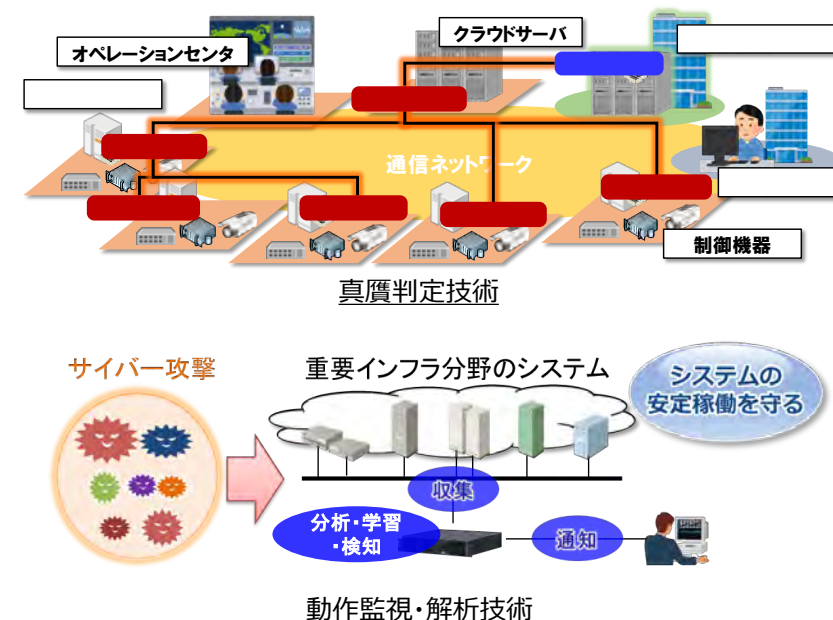 クラウドサーバ
オペレーションセンタ
通信ネットワーク
制御機器
真贋判定技術
サイバー攻撃
重要インフラ分野のシステム
システムの
安定稼働を守る
収集
分析・学習
・検知
通知
動作監視・解析技術